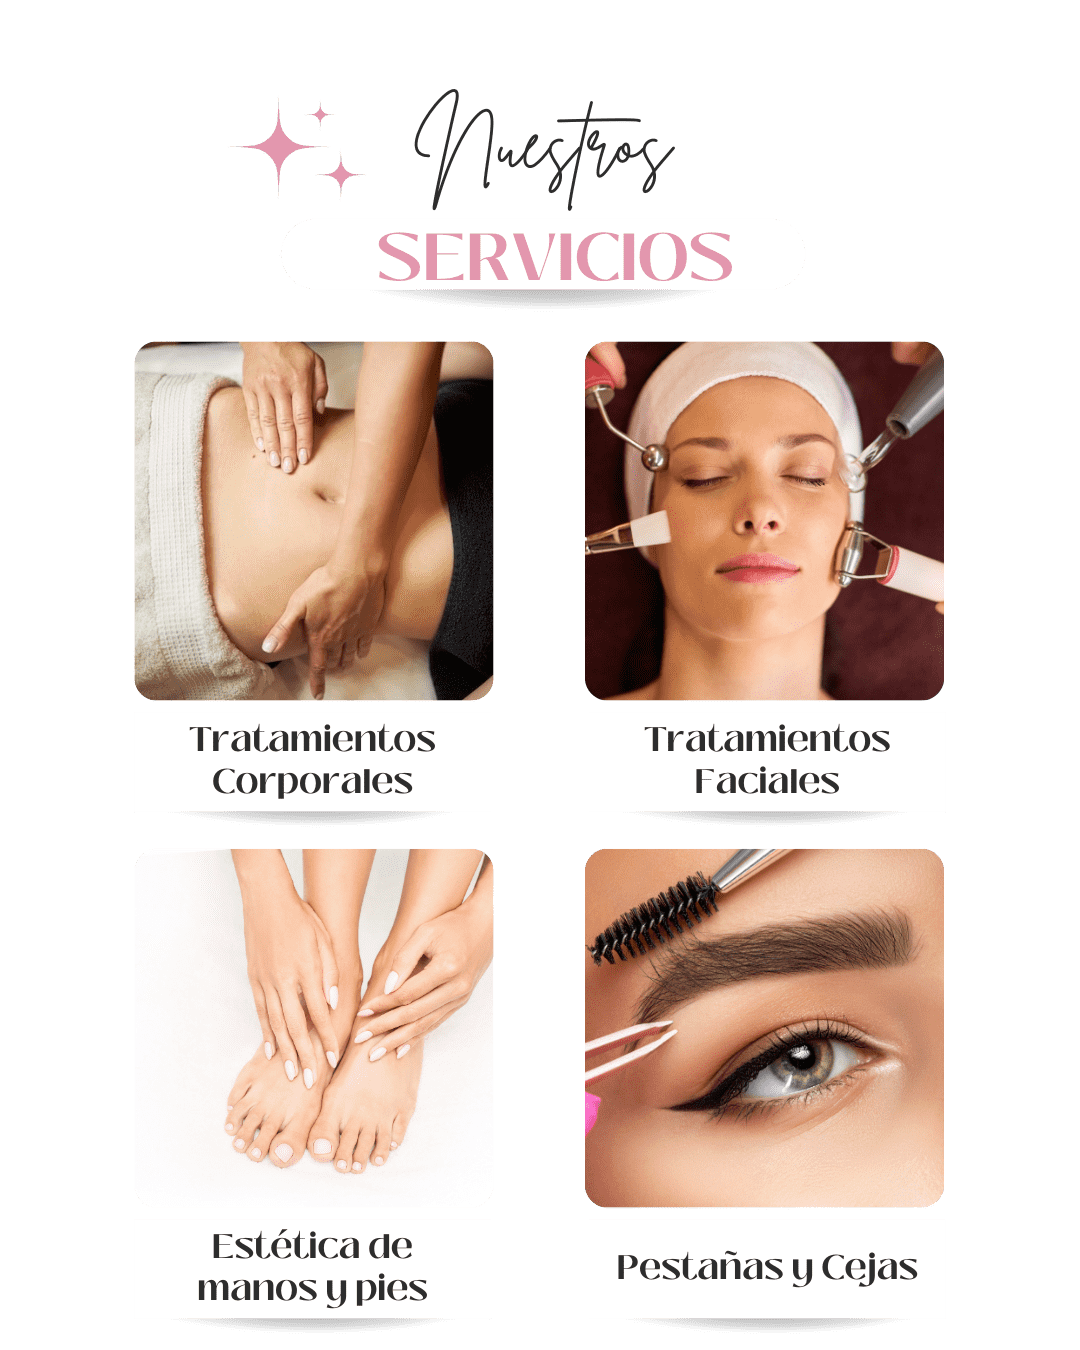 Nuestros
SERVICIOS
Tratamientos
Corporales
Tratamientos
Faciales
Estética de
manos y pies
Pestañas y Cejas